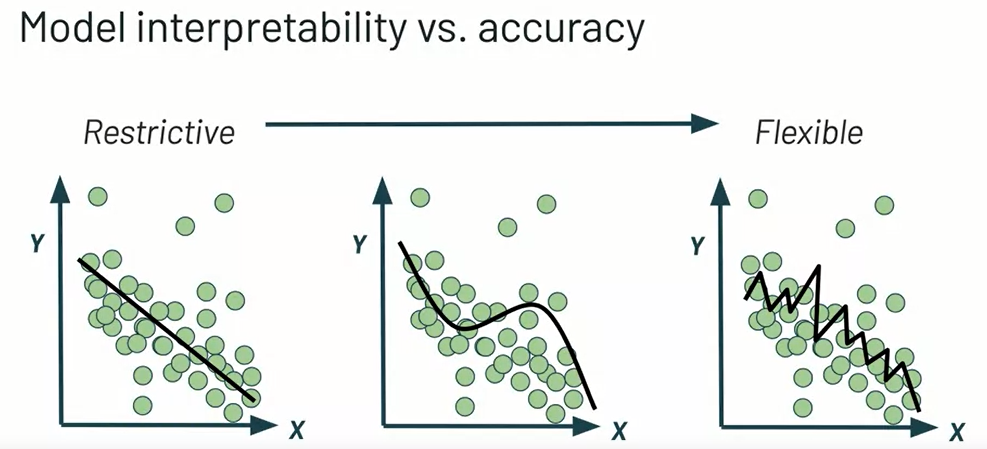 Model interpretability vs. accuracy
Restrictive
Flexible
Y
X
Y
X
Y
X